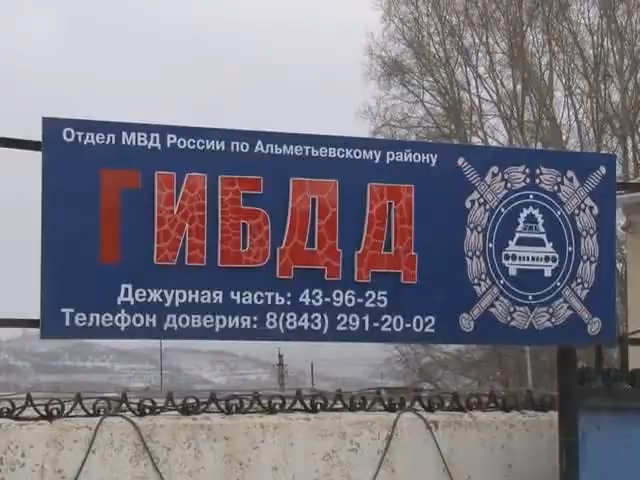 Отдел МВД России по Альметьевскому району
ГИБДД
Дежурная часть: 43-96-25
Телефон доверия: 8(843) 291-20-02